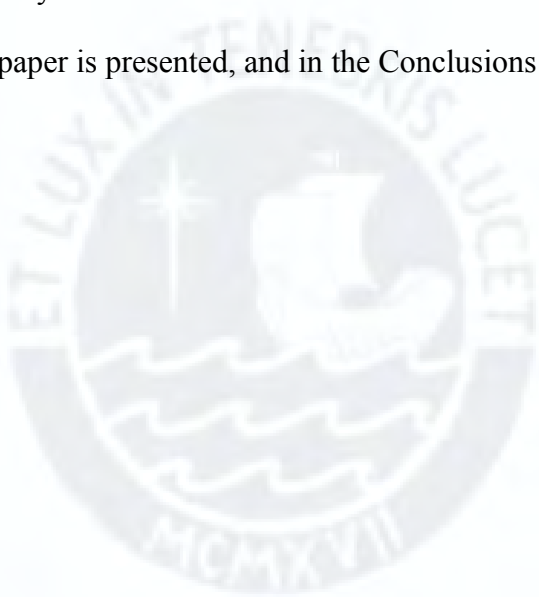 paper is presented, and in the Conclusions
ET LUX IN TENEBRIS LUCET
MCMXVII